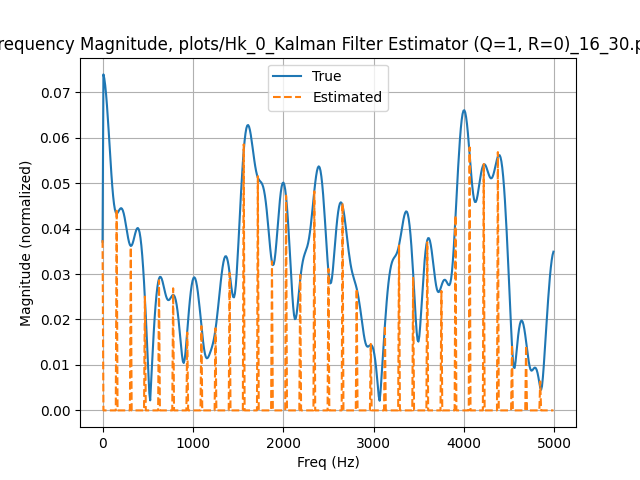 requency Magnitude, plots/Hk_0_Kalman Filter Estimator (Q=1, R=0)_16_30.p
True
Estimated
Magnitude (normalized)
0.07
0.06
0.05
0.04
0.03
0.02
0.01
0.00
0 1000 2000 3000 4000 5000
Freq (Hz)